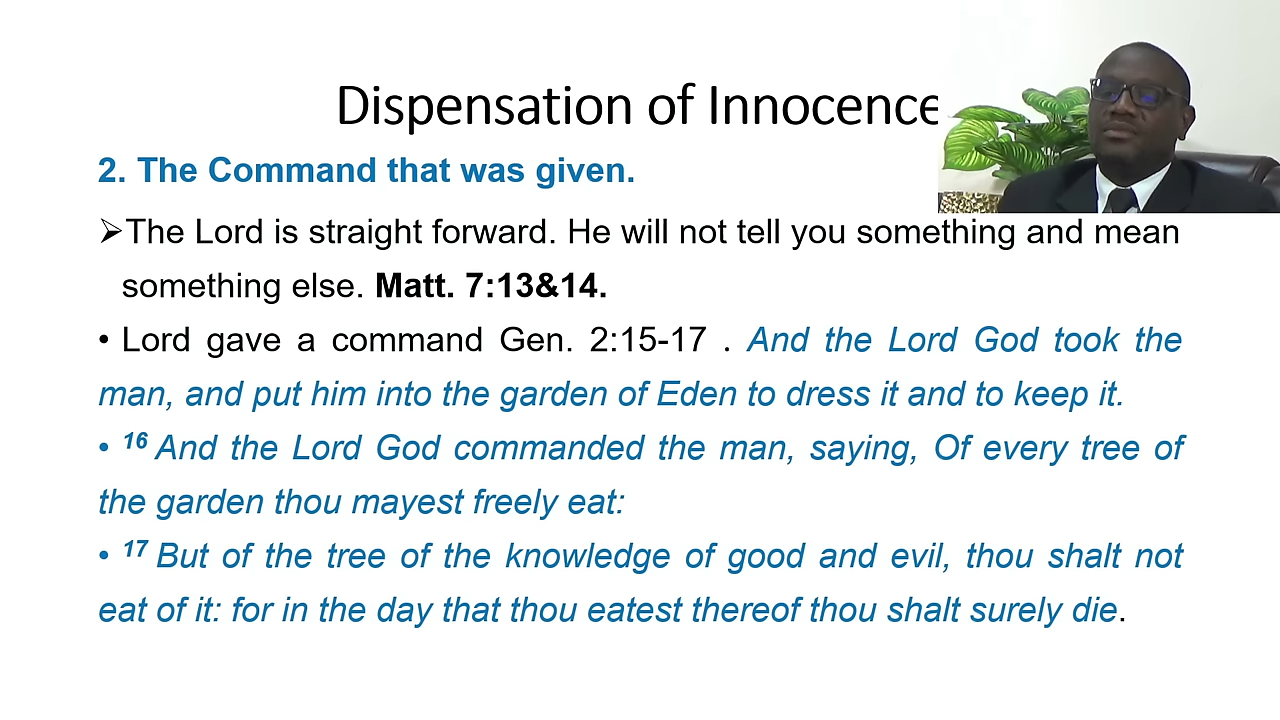 Dispensation of Innocence
2. The Command that was given.
➢The Lord is straight forward. He will not tell you something and mean
something else. Matt. 7:13&14.
• Lord gave a command Gen. 2:15-17 . And the Lord God took the
man, and put him into the garden of Eden to dress it and to keep it.
• 16 And the Lord God commanded the man, saying, Of every tree of
the garden thou mayest freely eat:
• 17 But of the tree of the knowledge of good and evil, thou shalt not
eat of it: for in the day that thou eatest thereof thou shalt surely die.